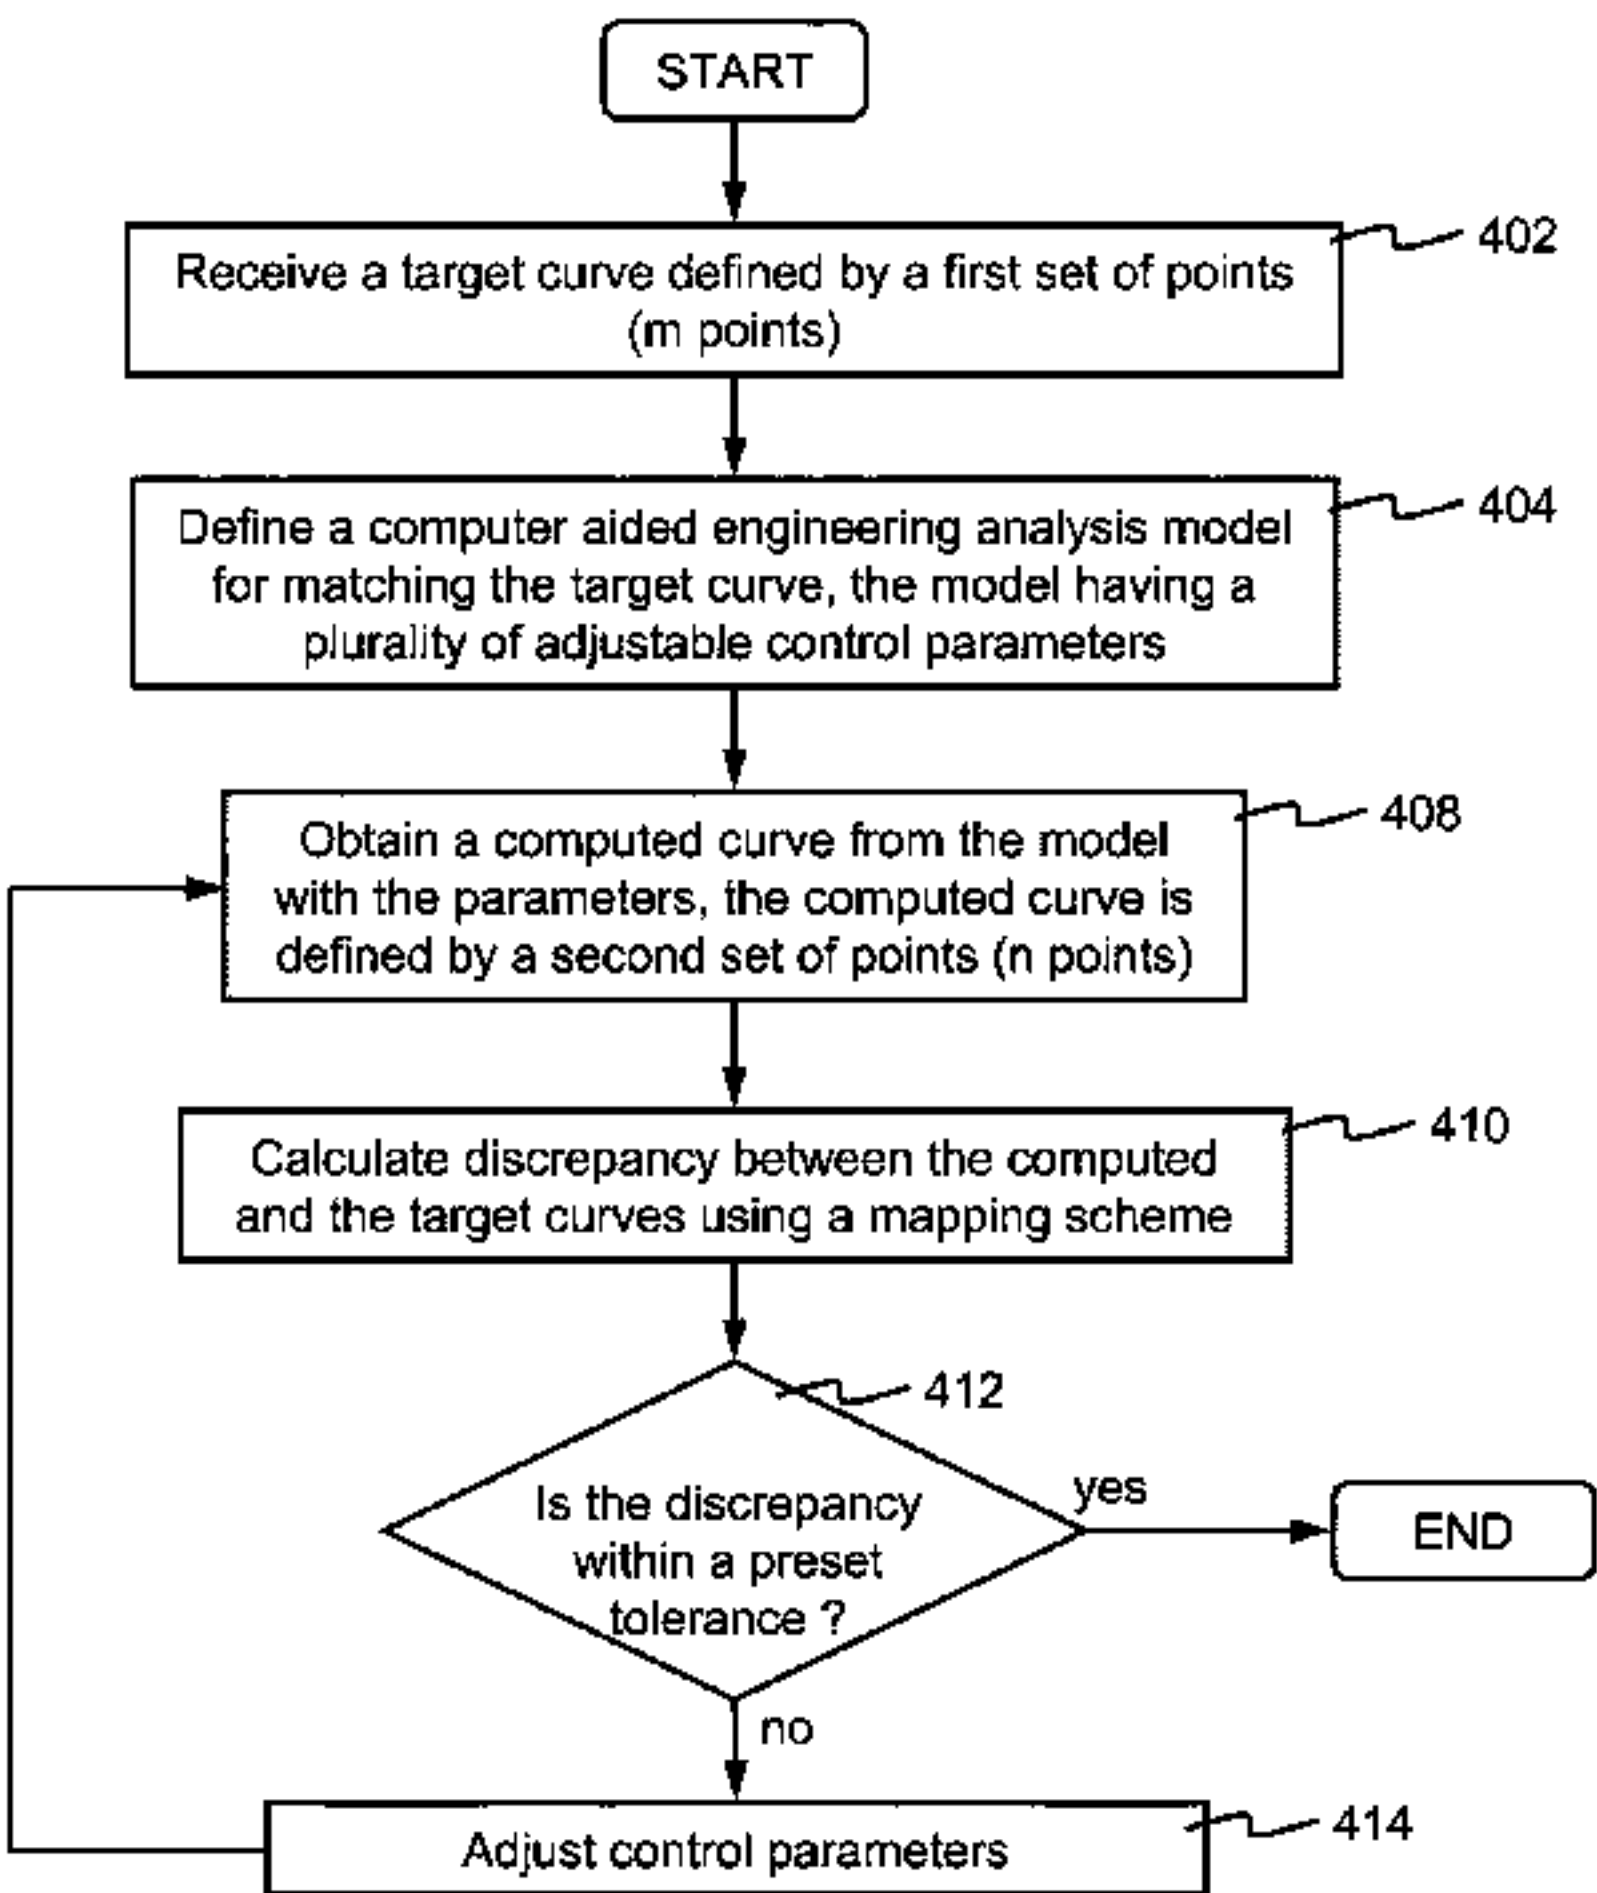 START
402
Receive a target curve defined by a first set of points
(m points)
404
Define a computer aided engineering analysis model
for matching the target curve, the model having a
plurality of adjustable control parameters
408
Obtain a computed curve from the model
with the parameters, the computed curve is
defined by a second set of points (n points)
410
Calculate discrepancy between the computed
and the target curves using a mapping scheme
412
Is the discrepancy
within a preset
tolerance ?
yes
END
no
414
Adjust control parameters